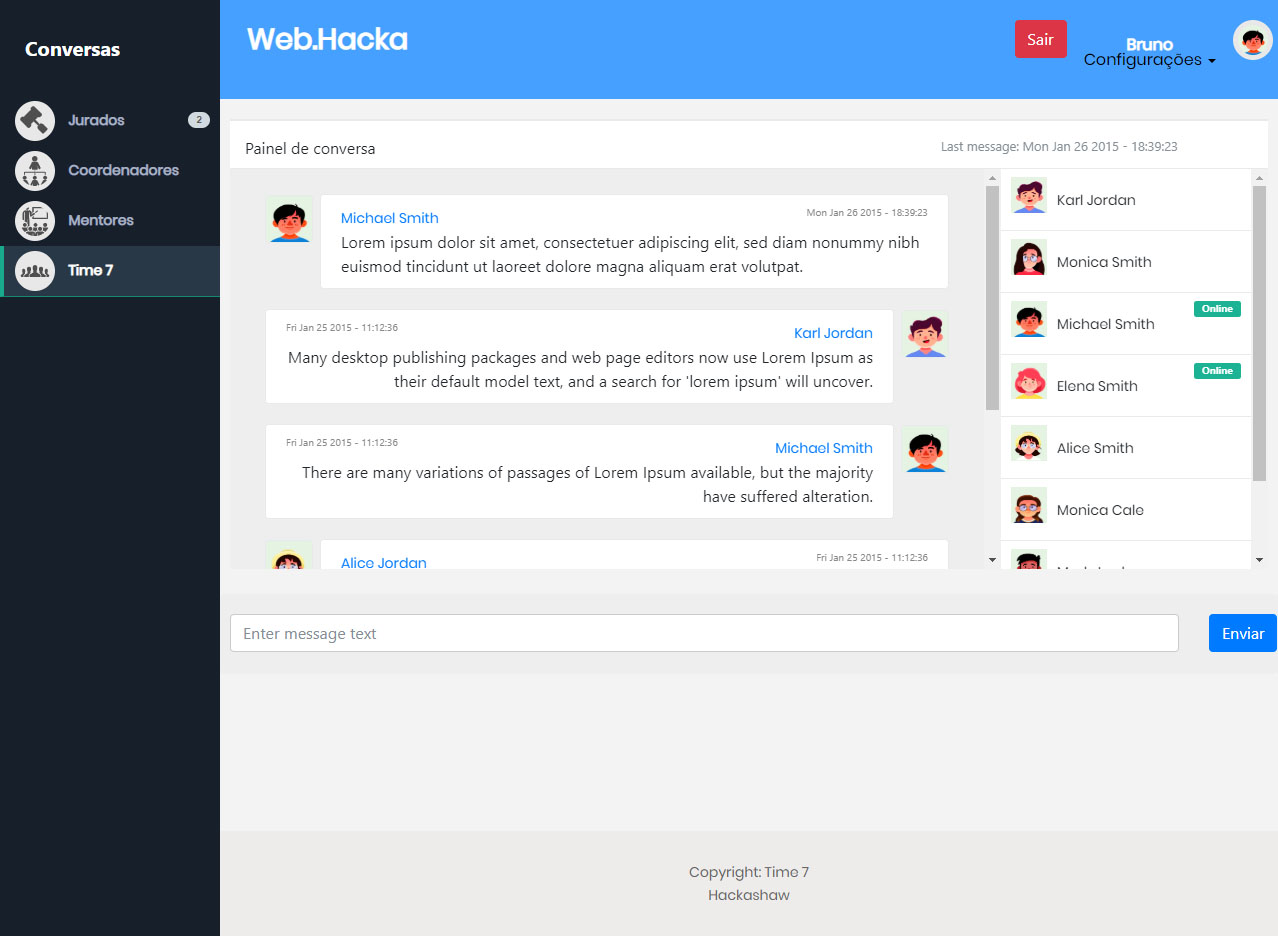 Conversas
Jurados 2
Coordenadores
Mentores
Time 7
Web.Hacka
Sair
Bruno
Configurações
Painel de conversa
Last message: Mon Jan 26 2015 - 18:39:23
Michael Smith
Mon Jan 26 2015 - 18:39:23
Lorem ipsum dolor sit amet, consectetuer adipiscing elit, sed diam nonummy nibh
euismod tincidunt ut laoreet dolore magna aliquam erat volutpat.
Fri Jan 25 2015 - 11:12:36
Karl Jordan
Many desktop publishing packages and web page editors now use Lorem Ipsum as
their default model text, and a search for 'lorem ipsum' will uncover.
Fri Jan 25 2015 - 11:12:36
Michael Smith
There are many variations of passages of Lorem Ipsum available, but the majority
have suffered alteration.
Alice Jordan
Fri Jan 25 2015 - 11:12:36
Karl Jordan
Monica Smith
Michael Smith
Online
Elena Smith
Online
Alice Smith
Monica Cale
Enter message text
Enviar
Copyright: Time 7
Hackashaw